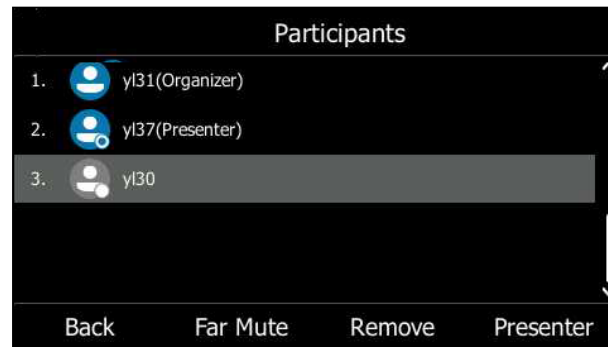 Participants
1. yl31(Organizer)
2. yl37(Presenter)
3. yl30
Back Far Mute Remove Presenter